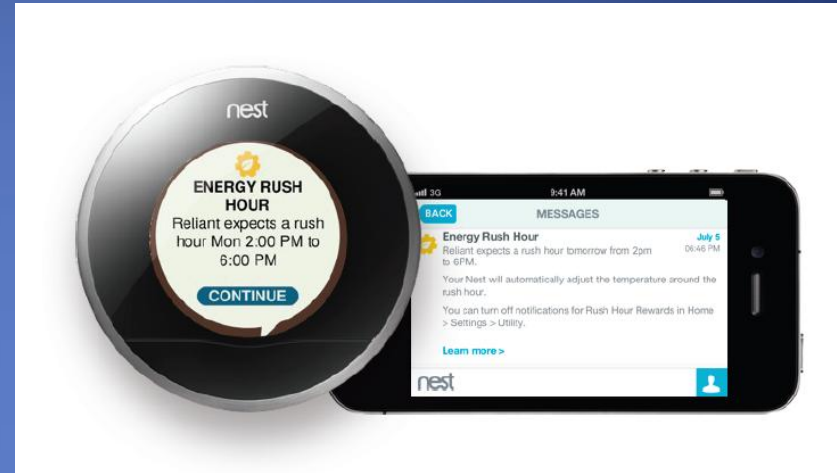 nest
ENERGY RUSH
HOUR
Reliant expects a rush
hour Mon 2:00 PM to
6:00 PM
CONTINUE
3G
9:41 AM
BACK
MESSAGES
Energy Rush Hour
July 5
Reliant expects a rush hour tomorrow from 2pm
06:46 PM
to 6PM.
Your Nest will automatically adjust the temperature around the
rush hour.
You can turn off notifications for Rush Hour Rewards in Home
> Settings > Utility.
Learn more >
nest